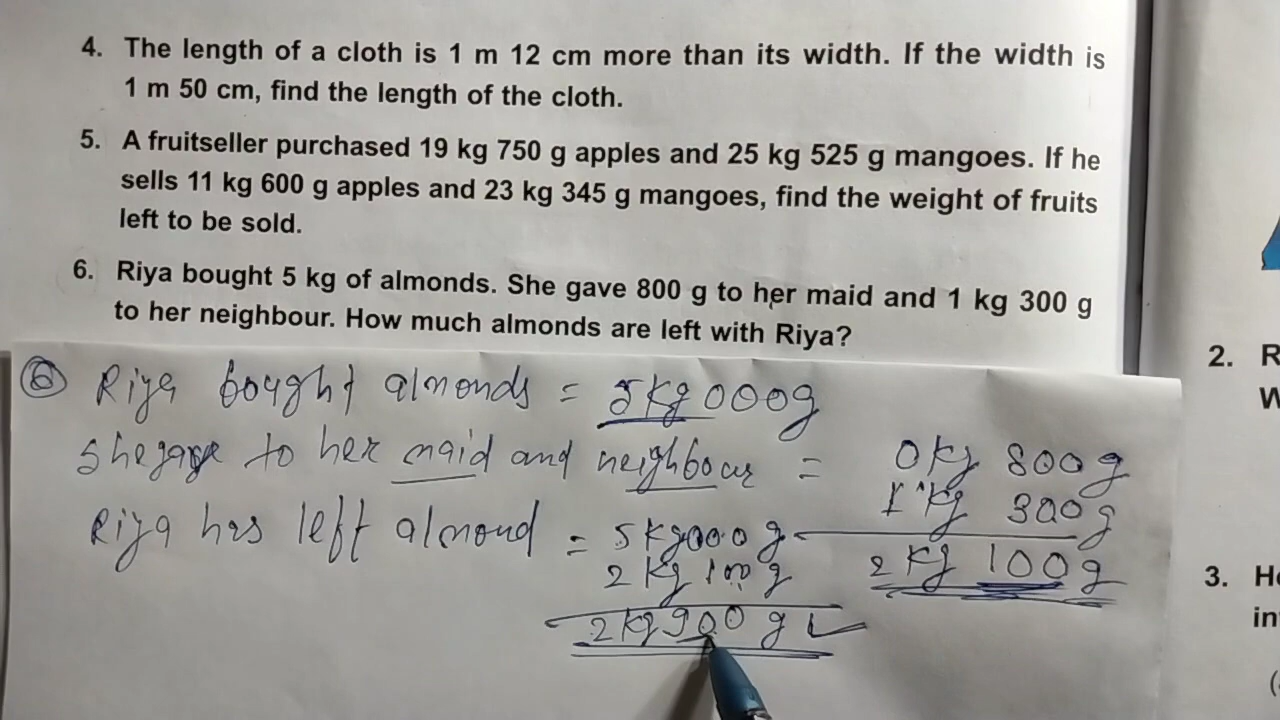 4. The length of a cloth is 1 m 12 cm more than its width. If the width is
1 m 50 cm, find the length of the cloth.
5. A fruitseller purchased 19 kg 750 g apples and 25 kg 525 g mangoes. If he
sells 11 kg 600 g apples and 23 kg 345 g mangoes, find the weight of fruits
left to be sold.
6. Riya bought 5 kg of almonds. She gave 800 g to her maid and 1 kg 300 g
to her neighbour. How much almonds are left with Riya?
6 Riya bought almonds = 5kg 000g
She gave to her maid and neighbour = 0kg 800g
1 kg 300g
2kg 100g
Riya has left almond = 5kg000g
2kg 100g
2kg900g
2. R
W
3. He
in
(